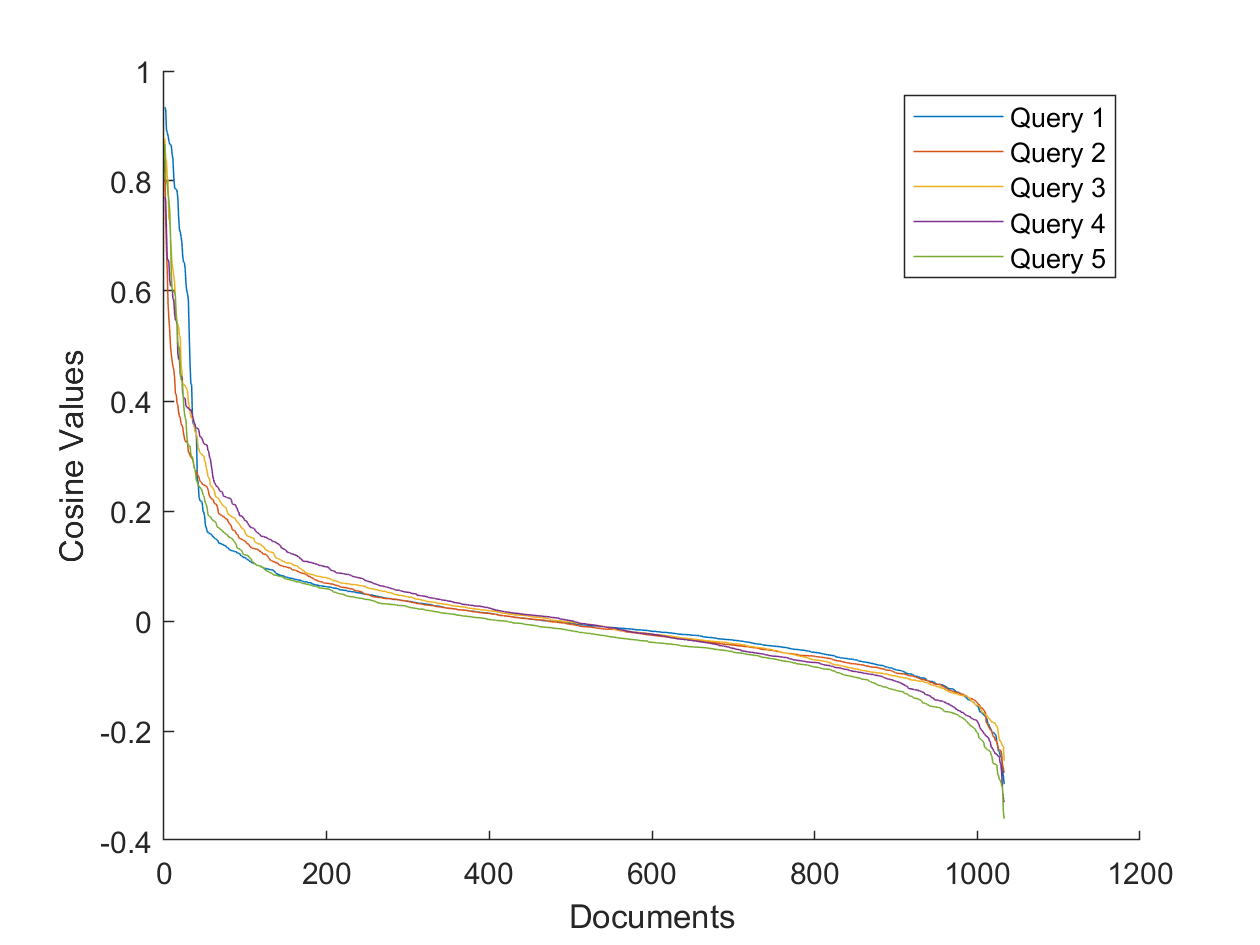 1
0.8
0.6
0.4
0.2
0
-0.2
-0.4
Cosine Values
Query 1
Query 2
Query 3
Query 4
Query 5
0 200 400 600 800 1000 1200
Documents